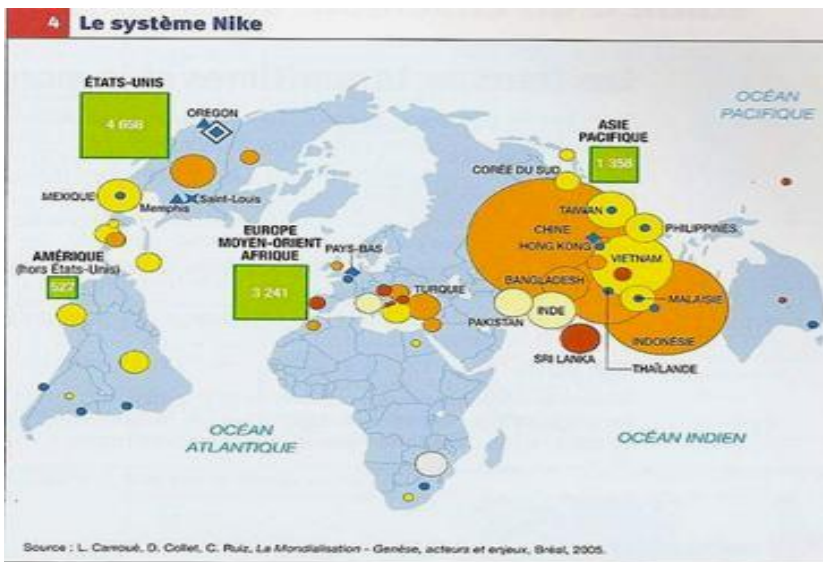 4 Le système Nike
ÉTATS-UNIS
4 658
OREGON
OCÉAN
PACIFIQUE
ASIE
PACIFIQUE
1 358
CORÉE DU SUD
MEXIQUE
Memphis
Saint-Louis
TAIWAN
PHILIPPINES
CHINE
HONG KONG
EUROPE
MOYEN-ORIENT
AFRIQUE
3 241
PAYS-BAS
AMÉRIQUE
(hors États-Unis)
527
VIETNAM
TURQUIE
BANGLADESH
MALAISIE
PAKISTAN
INDE
INDONÉSIE
SRI LANKA
THAÏLANDE
OCÉAN
ATLANTIQUE
OCÉAN INDIEN
Source : L. Carroué, D. Collet, C. Ruiz, La Mondialisation - Genèse, acteurs et enjeux, Bréal, 2005.